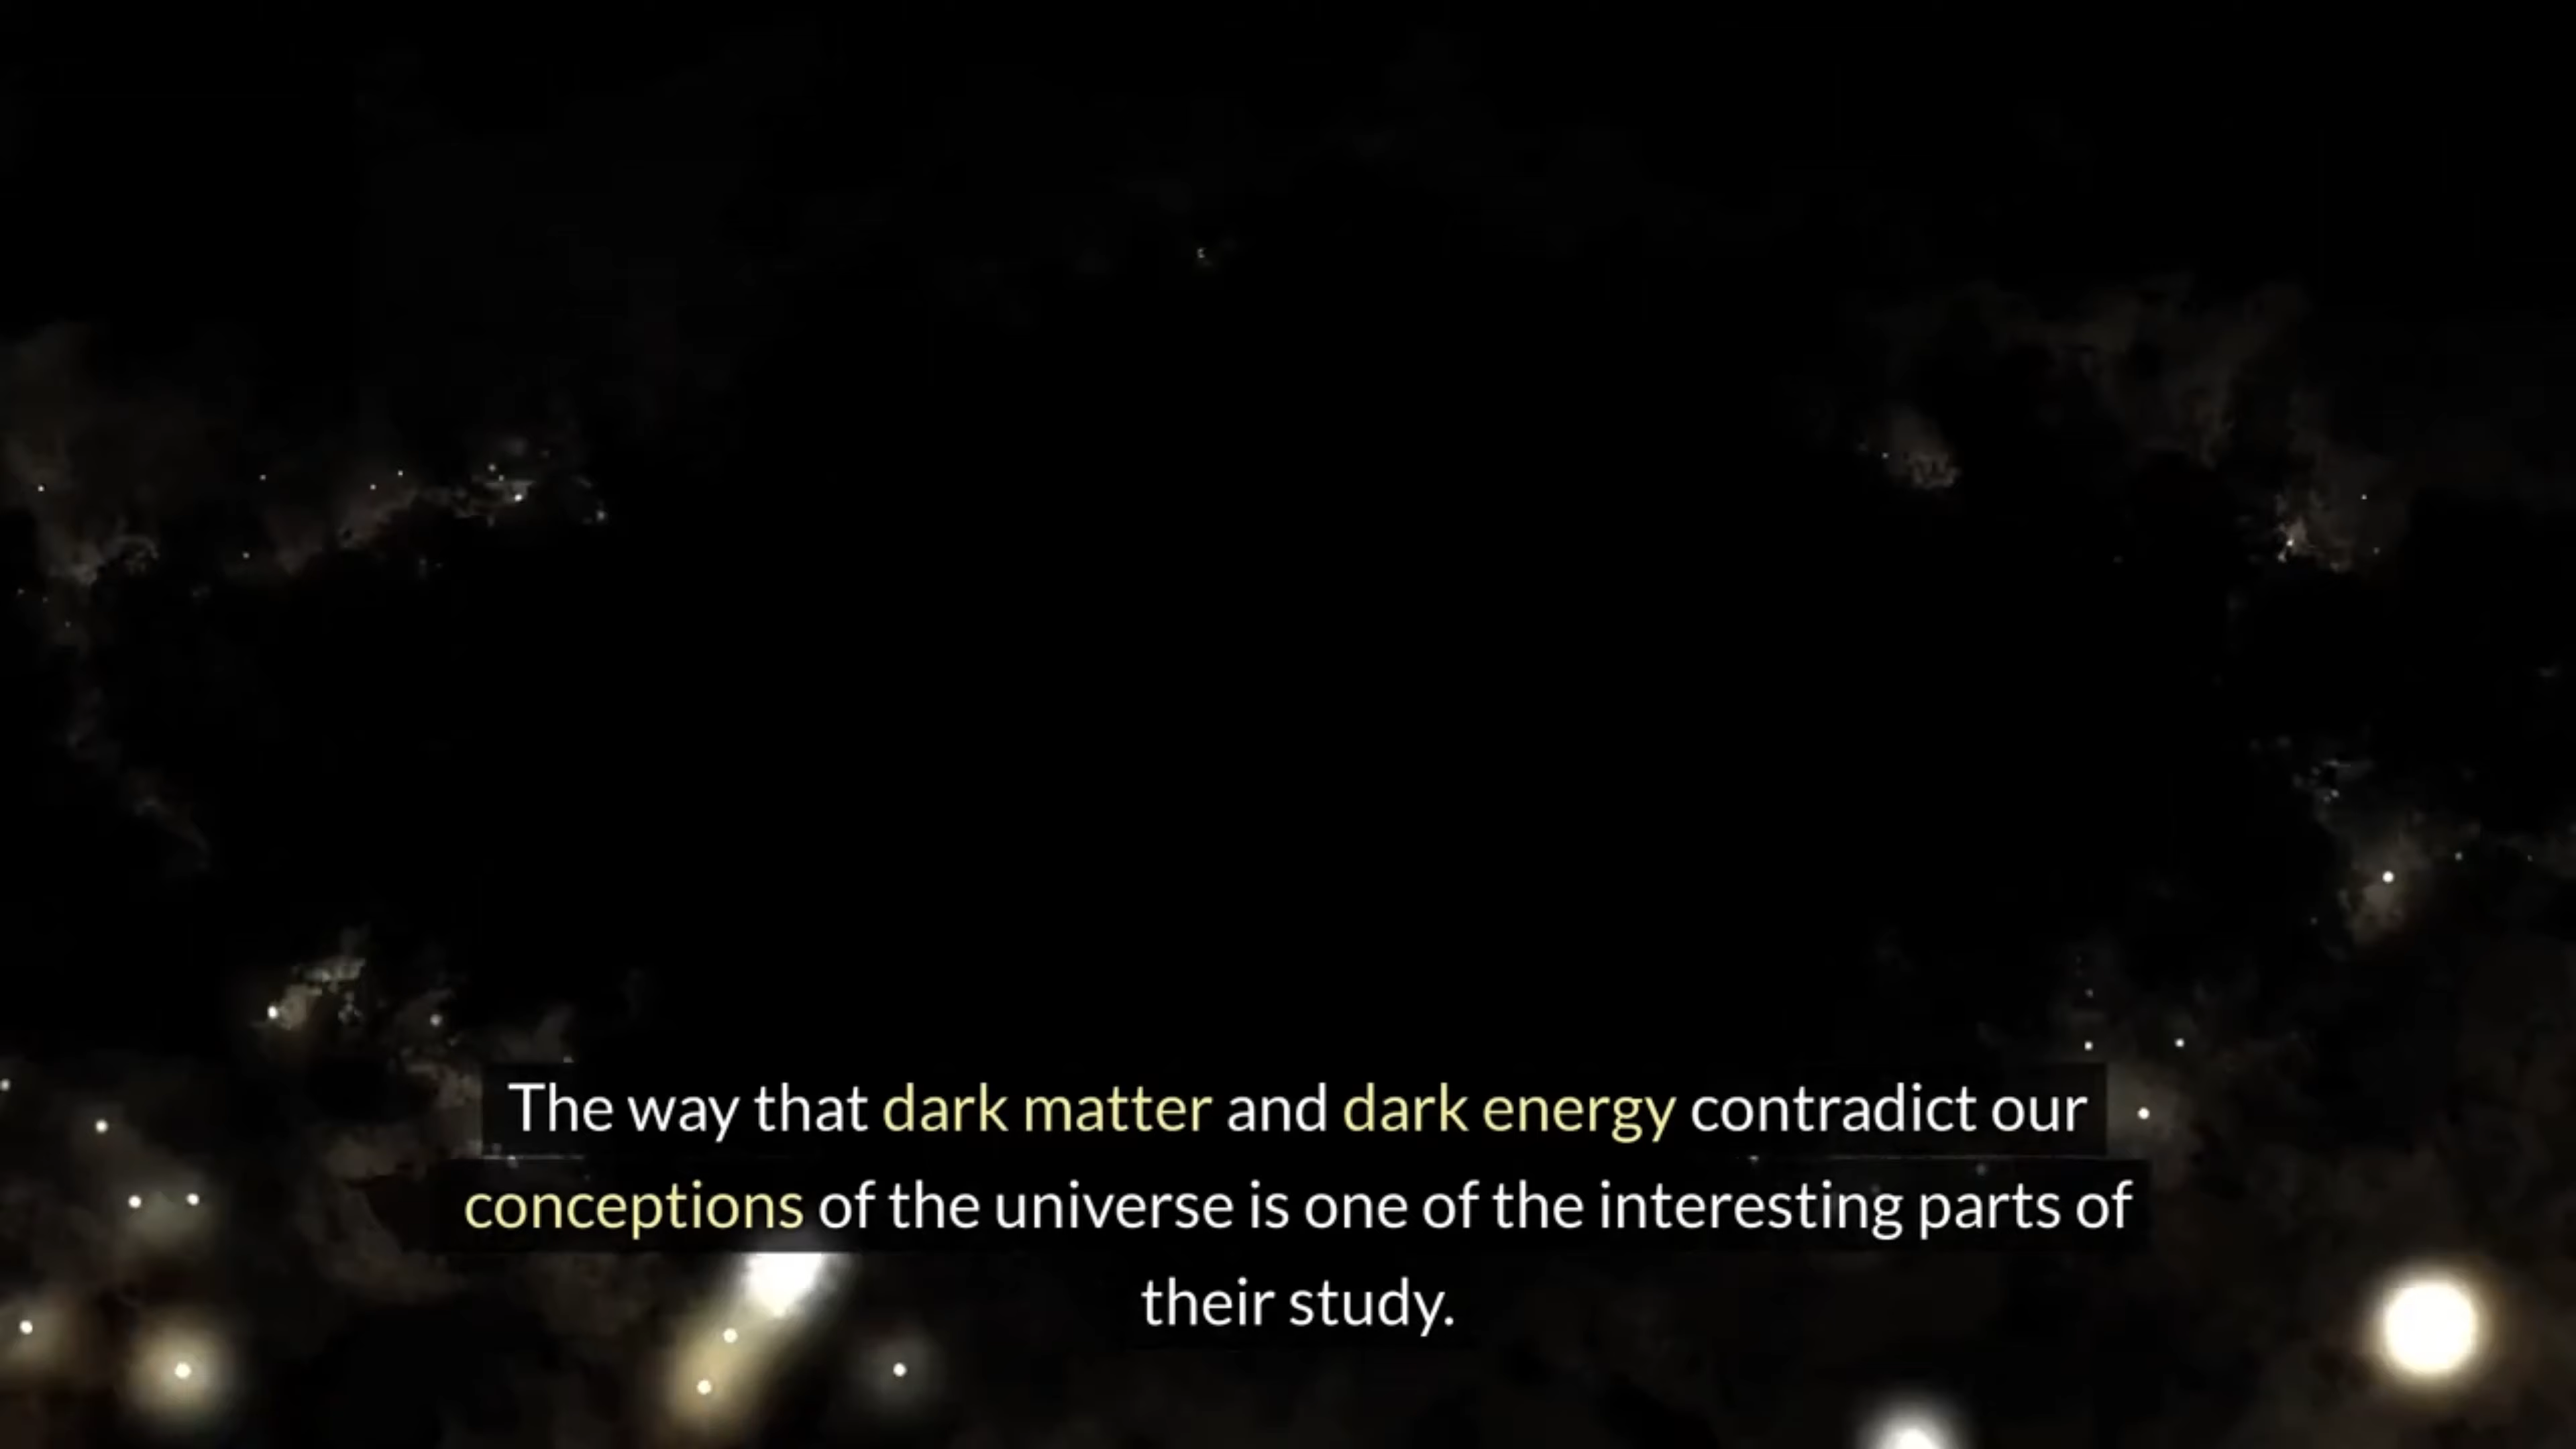 The way that dark matter and dark energy contradict our
conceptions of the universe is one of the interesting parts of
their study.